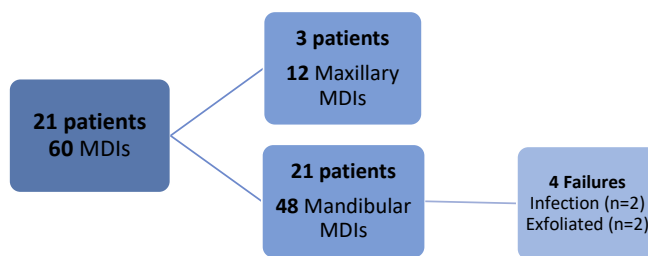 21 patients
60 MDIs
3 patients
12 Maxillary
MDIs
21 patients
48 Mandibular
MDIs
4 Failures
Infection (n=2)
Exfoliated (n=2)